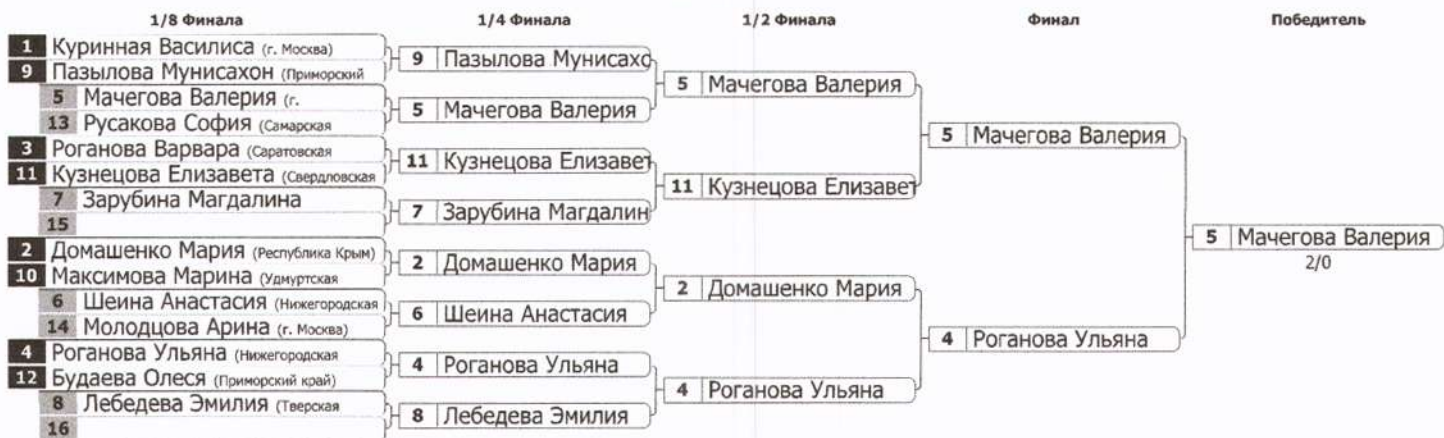 1/8 Финала 1/4 Финала 1/2 Финала Финал Победитель
1 Куринная Василиса (г. Москва)
9 Пазылова Мунисахон (Приморский
5 Мачегова Валерия (г.
13 Русакова София (Самарская
3 Роганова Варвара (Саратовская
11 Кузнецова Елизавета (Свердловская
7 Зарубина Магдалина
15
2 Домашенко Мария (Республика Крым)
10 Максимова Марина (Удмуртская
6 Шеина Анастасия (Нижегородская
14 Молодцова Арина (г. Москва)
4 Роганова Ульяна (Нижегородская
12 Будаева Олеся (Приморский край)
8 Лебедева Эмилия (Тверская
16
9 Пазылова Мунисахо
5 Мачегова Валерия
11 Кузнецова Елизавет
7 Зарубина Магдалин
2 Домашенко Мария
6 Шеина Анастасия
4 Роганова Ульяна
8 Лебедева Эмилия
5 Мачегова Валерия
11 Кузнецова Елизавет
2 Домашенко Мария
4 Роганова Ульяна
5 Мачегова Валерия
4 Роганова Ульяна
5 Мачегова Валерия
2/0